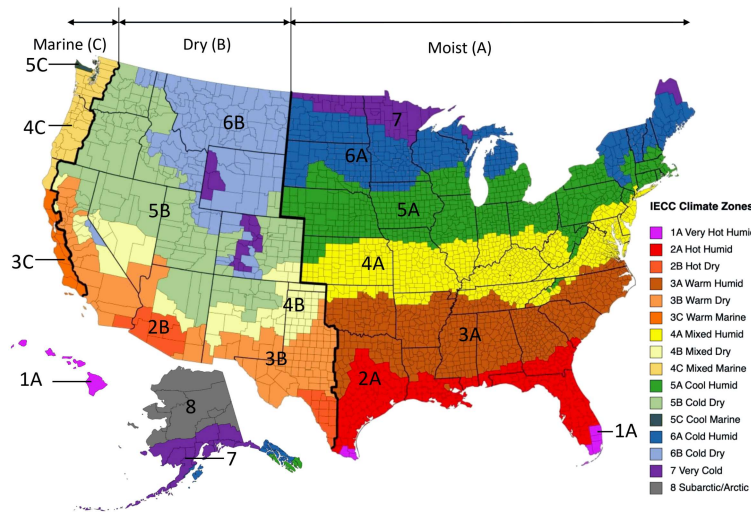 Marine (C)
Dry (B)
Moist (A)
5C
4C
6B
7
6A
5B
5A
3C
4A
4B
2B
3B
3A
2A
1A
8
7
1A
IECC Climate Zones
1A Very Hot Humid
2A Hot Humid
2B Hot Dry
3A Warm Humid
3B Warm Dry
3C Warm Marine
4A Mixed Humid
4B Mixed Dry
4C Mixed Marine
5A Cool Humid
5B Cold Dry
5C Cool Marine
6A Cold Humid
6B Cold Dry
7 Very Cold
8 Subarctic/Arctic